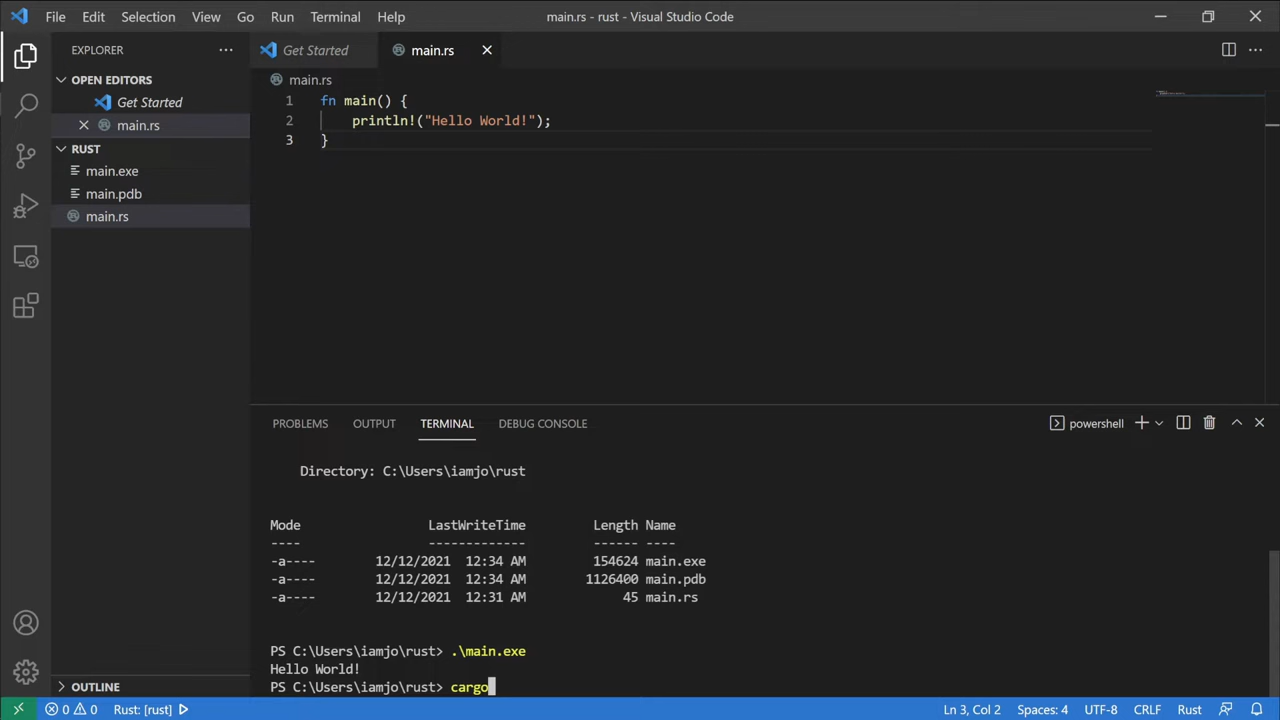 File Edit Selection View Go Run Terminal Help
main.rs - rust - Visual Studio Code
EXPLORER
OPEN EDITORS
Get Started
main.rs
RUST
main.exe
main.pdb
main.rs
OUTLINE
Get Started
main.rs
main.rs
1 fn main() {
2 println!("Hello World!");
3 }
PROBLEMS OUTPUT TERMINAL DEBUG CONSOLE
powershell
Directory: C:\Users\iamjo\rust
Mode LastWriteTime Length Name
---- ------------- ------ ----
-a---- 12/12/2021 12:34 AM 154624 main.exe
-a---- 12/12/2021 12:34 AM 1126400 main.pdb
-a---- 12/12/2021 12:31 AM 45 main.rs
PS C:\Users\iamjo\rust> .\main.exe
Hello World!
PS C:\Users\iamjo\rust> cargo
0 0 Rust: [rust] Ln 3, Col 2 Spaces: 4 UTF-8 CRLF Rust